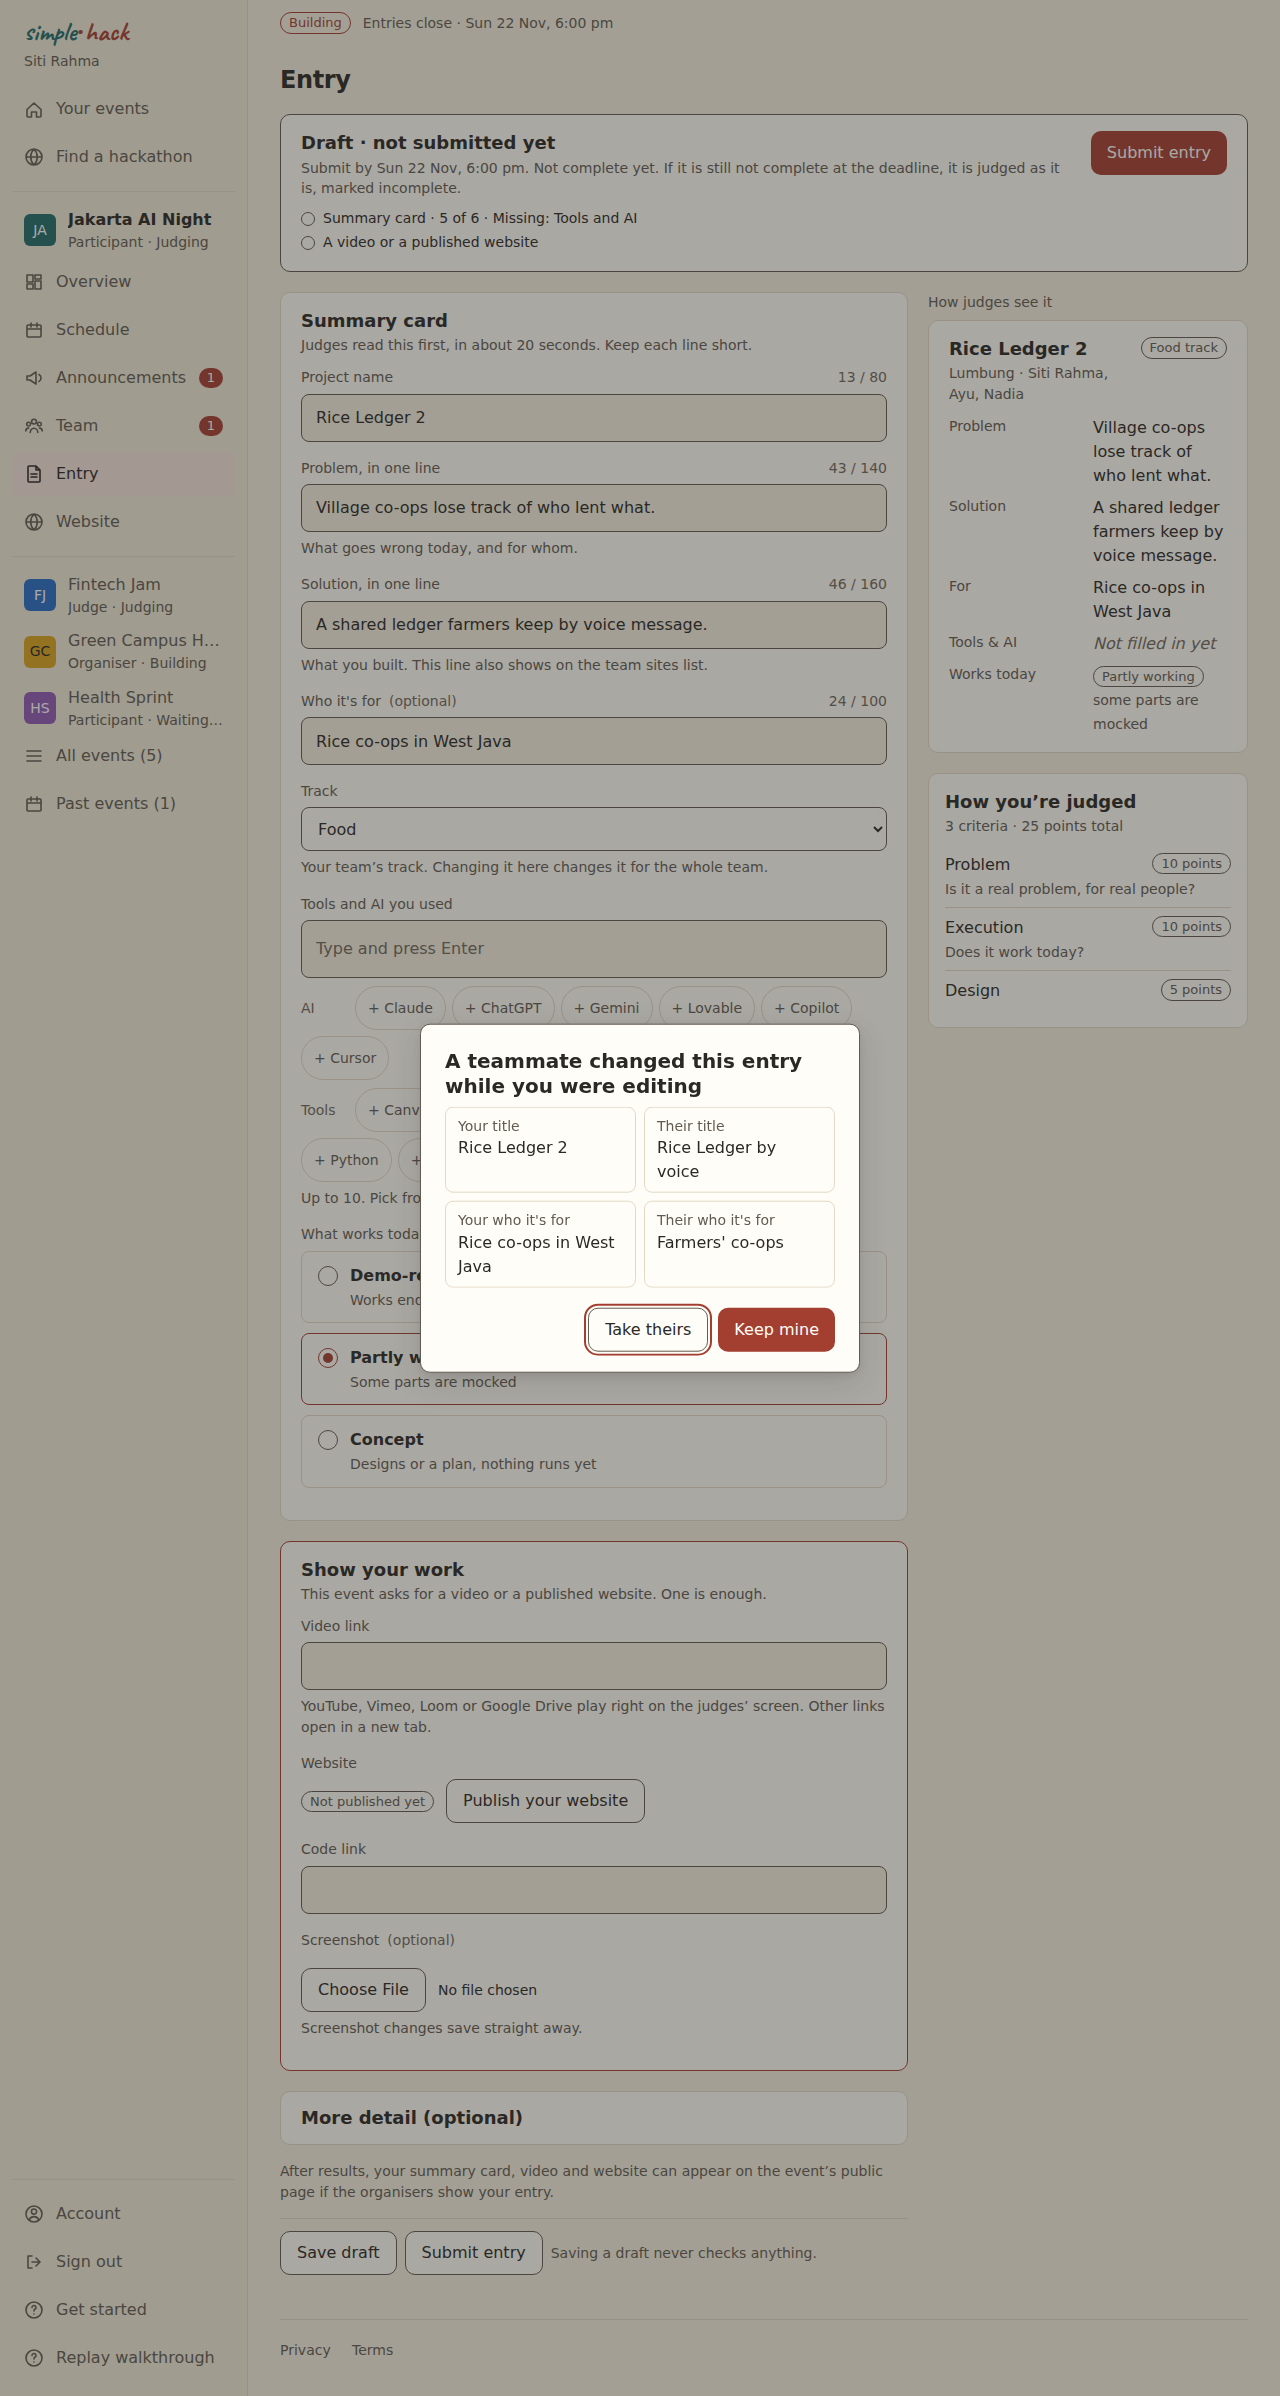 simple·hack
Siti Rahma
Your events
Find a hackathon
JA
Jakarta AI Night
Participant · Judging
Overview
Schedule
Announcements
1
Team
1
Entry
Website
FJ
Fintech Jam
Judge · Judging
GC
Green Campus H...
Organiser · Building
HS
Health Sprint
Participant · Waiting...
All events (5)
Past events (1)
Account
Sign out
Get started
Replay walkthrough
Building
Entries close · Sun 22 Nov, 6:00 pm
Entry
Draft · not submitted yet
Submit by Sun 22 Nov, 6:00 pm. Not complete yet. If it is still not complete at the deadline, it is judged as it
is, marked incomplete.
Summary card · 5 of 6 · Missing: Tools and AI
A video or a published website
Submit entry
Summary card
Judges read this first, in about 20 seconds. Keep each line short.
Project name
13 / 80
Rice Ledger 2
Problem, in one line
43 / 140
Village co-ops lose track of who lent what.
What goes wrong today, and for whom.
Solution, in one line
46 / 160
A shared ledger farmers keep by voice message.
What you built. This line also shows on the team sites list.
Who it's for (optional)
24 / 100
Rice co-ops in West Java
Track
Food
Your team’s track. Changing it here changes it for the whole team.
Tools and AI you used
Type and press Enter
AI
+ Claude
+ ChatGPT
+ Gemini
+ Lovable
+ Copilot
+ Cursor
Tools
+ Canv
+ Python
+
Up to 10. Pick fro
What works toda
Demo-re
Works end
Partly w
Some parts are mocked
Concept
Designs or a plan, nothing runs yet
A teammate changed this entry
while you were editing
Your title
Rice Ledger 2
Their title
Rice Ledger by
voice
Your who it's for
Rice co-ops in West
Java
Their who it's for
Farmers' co-ops
Take theirs
Keep mine
Show your work
This event asks for a video or a published website. One is enough.
Video link
YouTube, Vimeo, Loom or Google Drive play right on the judges’ screen. Other links
open in a new tab.
Website
Not published yet
Publish your website
Code link
Screenshot (optional)
Choose File
No file chosen
Screenshot changes save straight away.
More detail (optional)
After results, your summary card, video and website can appear on the event’s public
page if the organisers show your entry.
Save draft
Submit entry
Saving a draft never checks anything.
Privacy
Terms
How judges see it
Rice Ledger 2
Food track
Lumbung · Siti Rahma,
Ayu, Nadia
Problem
Village co-ops
lose track of
who lent what.
Solution
A shared ledger
farmers keep by
voice message.
For
Rice co-ops in
West Java
Tools & AI
Not filled in yet
Works today
Partly working
some parts are
mocked
How you’re judged
3 criteria · 25 points total
Problem
10 points
Is it a real problem, for real people?
Execution
10 points
Does it work today?
Design
5 points